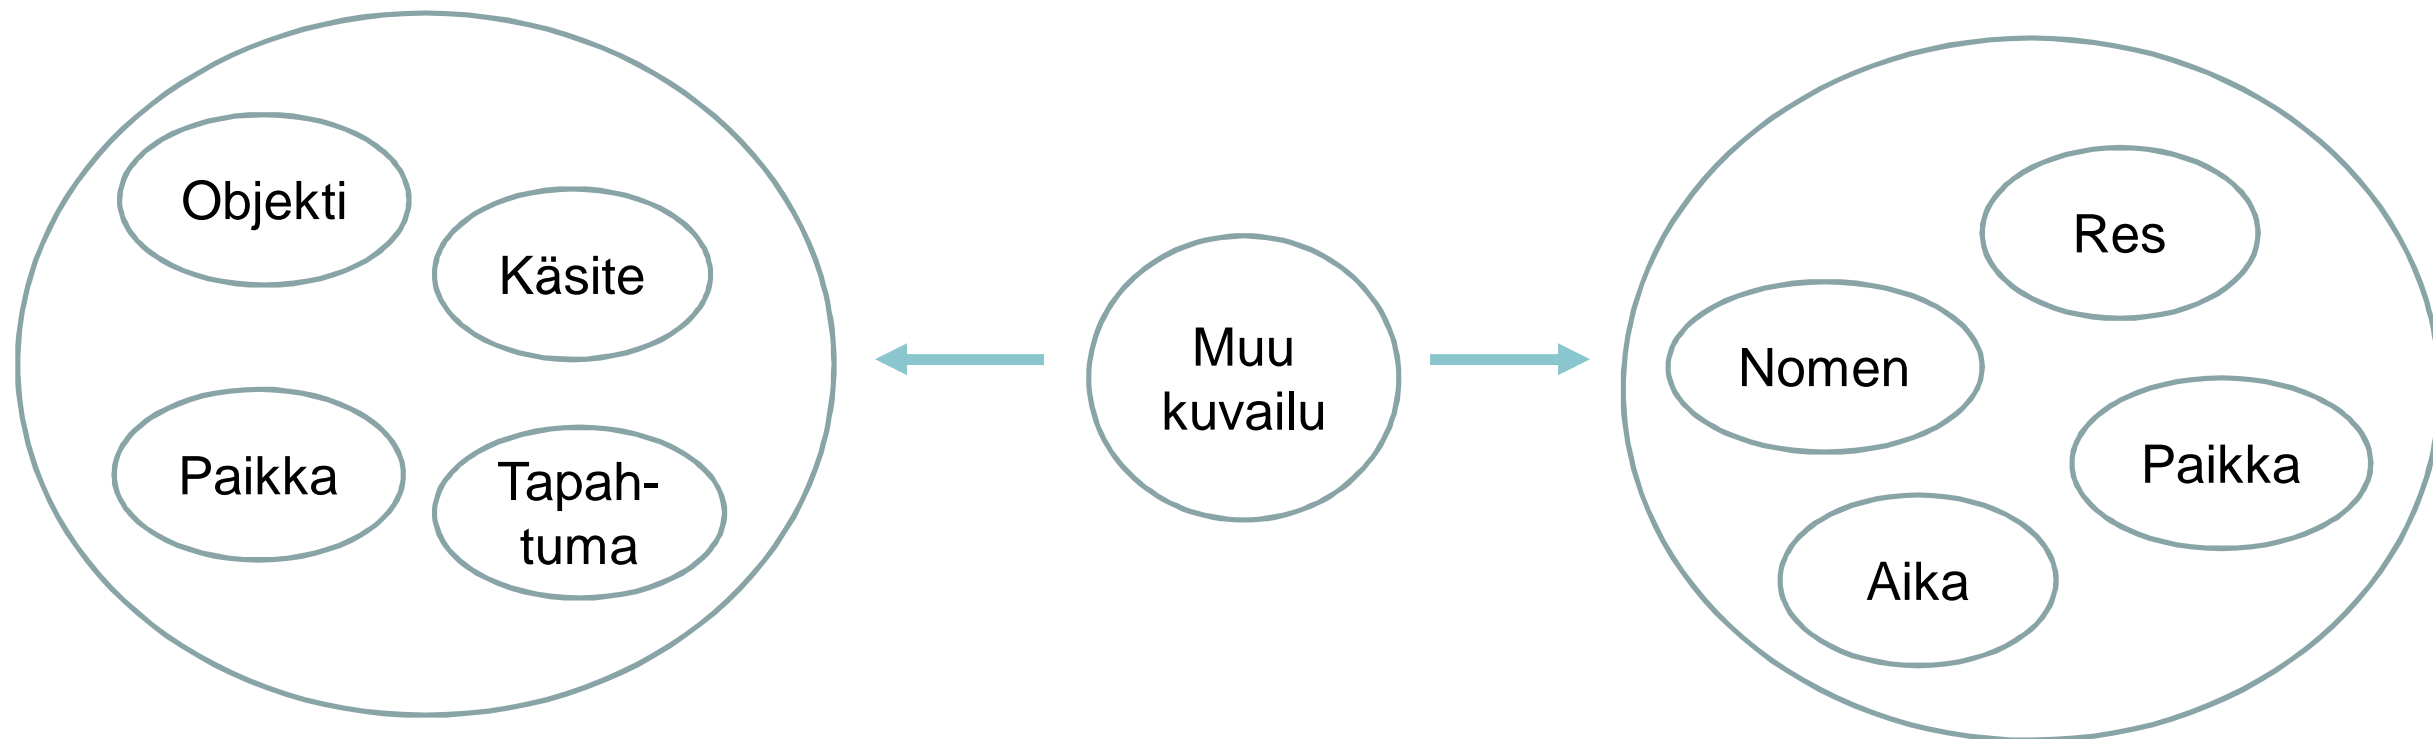 Objekti
Käsite
Paikka
Tapah-
tuma
Muu
kuvailu
Res
Nomen
Paikka
Aika